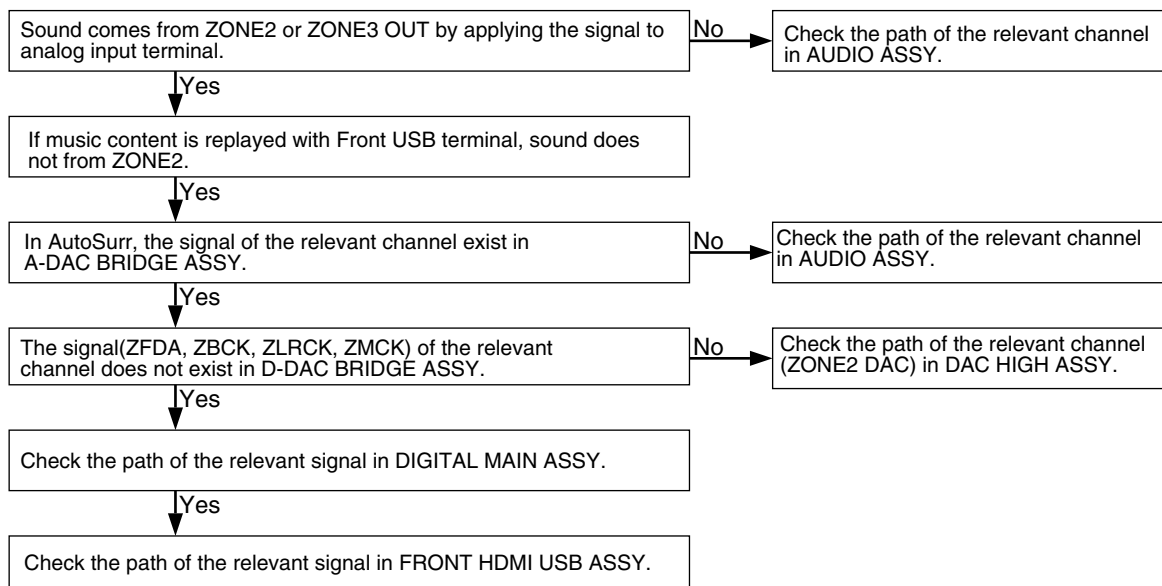 Sound comes from ZONE2 or ZONE3 OUT by applying the signal to
analog input terminal.
No
Check the path of the relevant channel
in AUDIO ASSY.
Yes
If music content is replayed with Front USB terminal, sound does
not from ZONE2.
Yes
In AutoSurr, the signal of the relevant channel exist in
A-DAC BRIDGE ASSY.
No
Check the path of the relevant channel
in AUDIO ASSY.
Yes
The signal(ZFDA, ZBCK, ZLRCK, ZMCK) of the relevant
channel does not exist in D-DAC BRIDGE ASSY.
No
Check the path of the relevant channel
(ZONE2 DAC) in DAC HIGH ASSY.
Yes
Check the path of the relevant signal in DIGITAL MAIN ASSY.
Yes
Check the path of the relevant signal in FRONT HDMI USB ASSY.